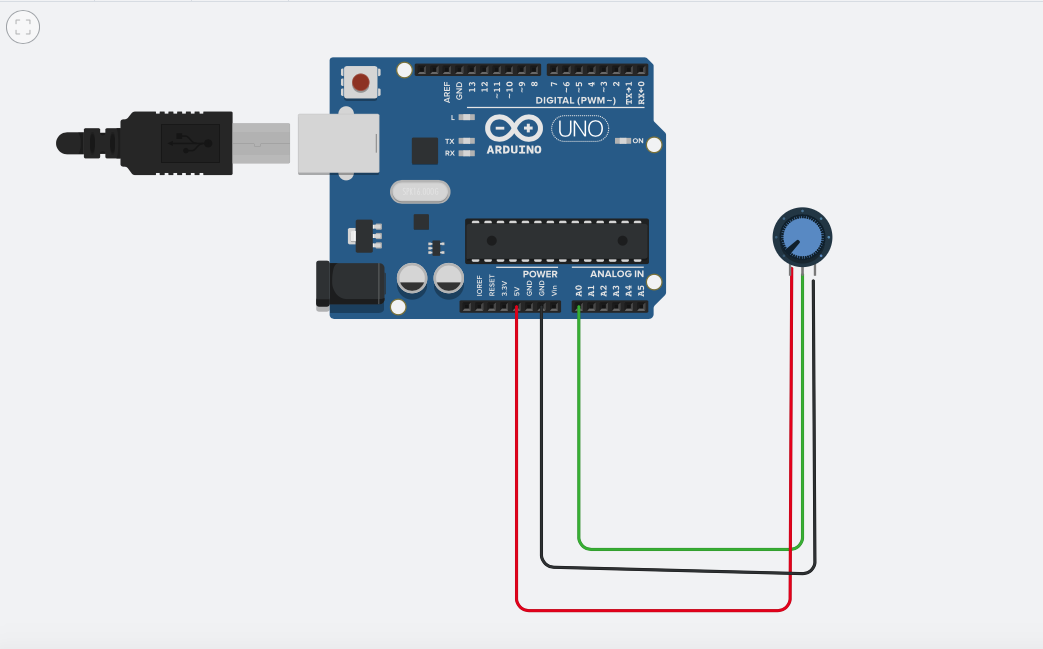 AREF
GND
13
12
~11
~10
~9
8
7
~6
~5
4
~3
2
TX→1
RX←0
DIGITAL (PWM~)
L
TX
RX
UNO
ARDUINO
ON
POWER
ANALOG IN
IOREF
RESET
3.3V
5V
GND
GND
Vin
A0
A1
A2
A3
A4
A5